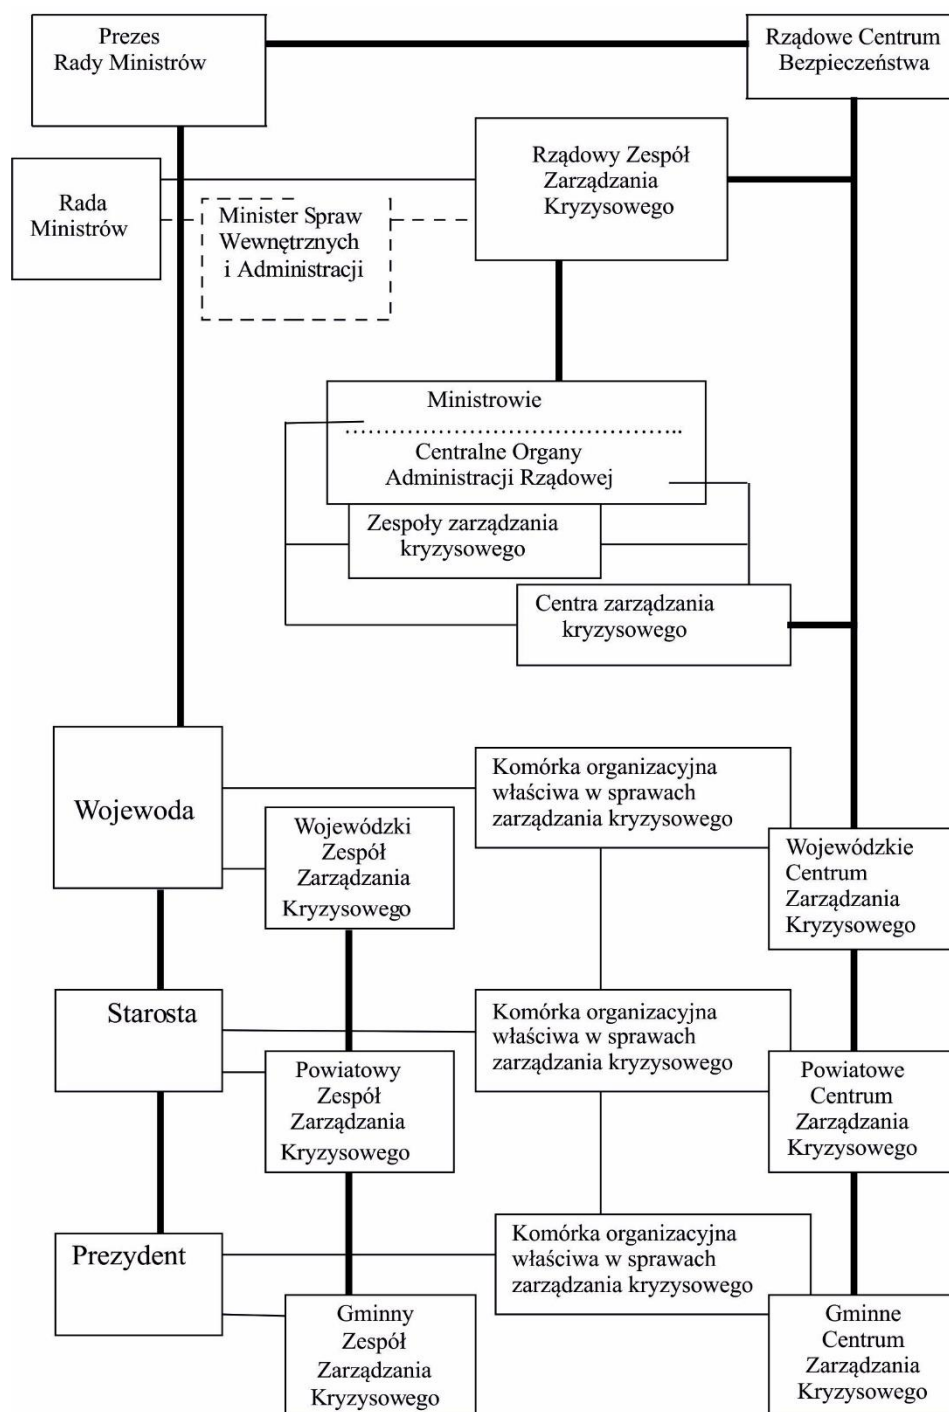 Prezes
Rady Ministrów
Rządowe Centrum
Bezpieczeństwa
Rządowy Zespół
Zarządzania
Kryzysowego
Rada
Ministrów
Minister Spraw
Wewnętrznych
i Administracji
Ministrowie
Centralne Organy
Administracji Rządowej
Zespoły zarządzania
kryzysowego
Centra zarządzania
kryzysowego
Wojewoda
Komórka organizacyjna
właściwa w sprawach
zarządzania kryzysowego
Wojewódzki
Zespół
Zarządzania
Kryzysowego
Wojewódzkie
Centrum
Zarządzania
Kryzysowego
Starosta
Komórka organizacyjna
właściwa w sprawach
zarządzania kryzysowego
Powiatowy
Zespół
Zarządzania
Kryzysowego
Powiatowe
Centrum
Zarządzania
Kryzysowego
Prezydent
Komórka organizacyjna
właściwa w sprawach
zarządzania kryzysowego
Gminny
Zespół
Zarządzania
Kryzysowego
Gminne
Centrum
Zarządzania
Kryzysowego